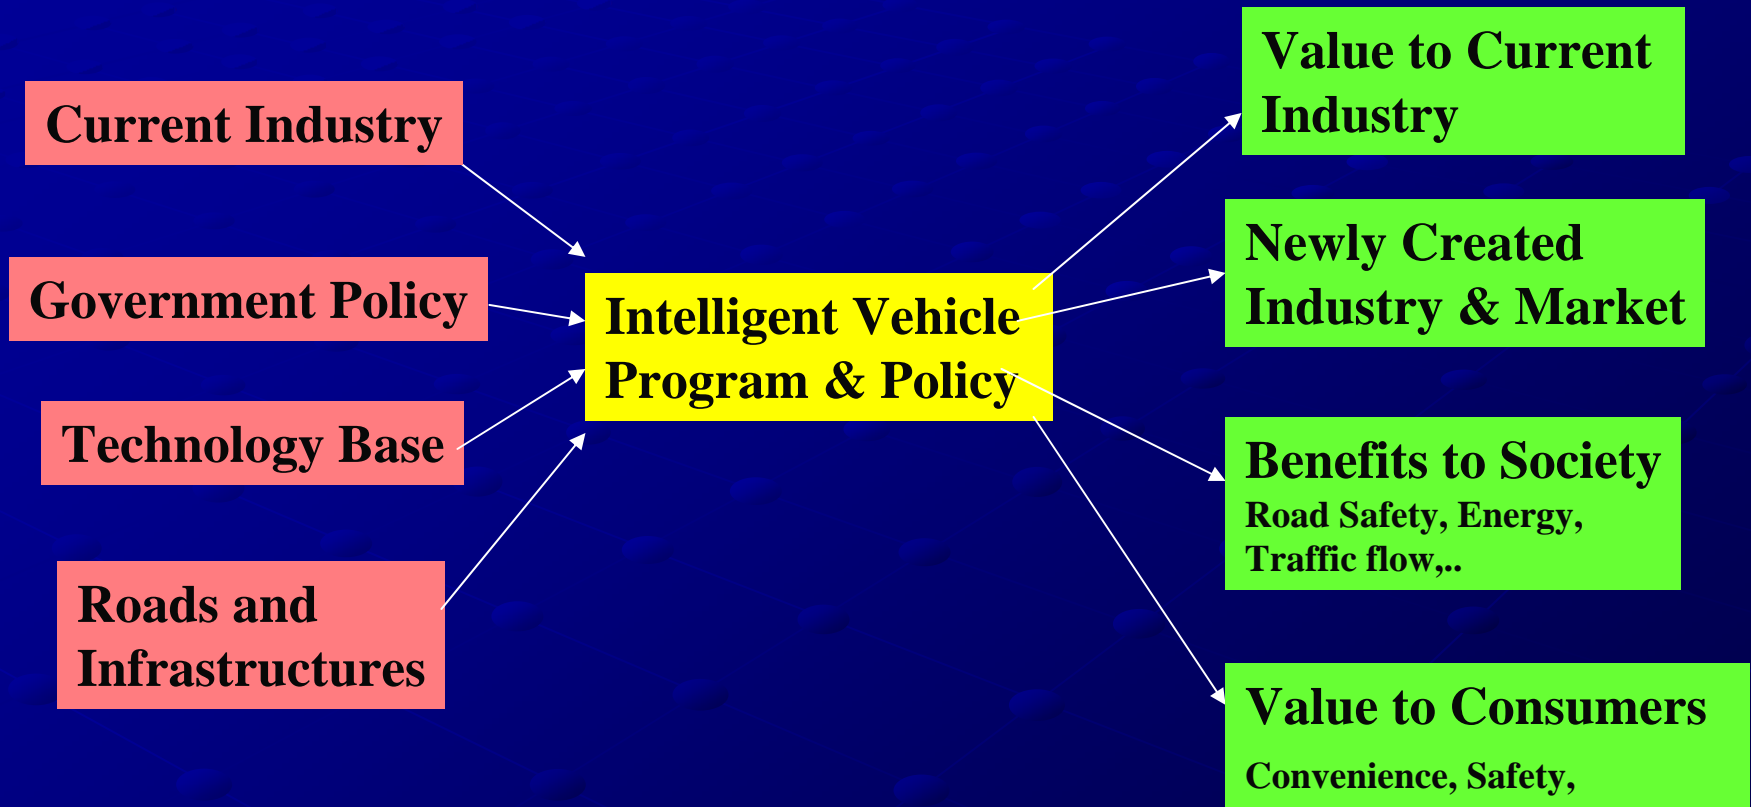 Current Industry
Government Policy
Technology Base
Roads and
Infrastructures
Intelligent Vehicle
Program & Policy
Value to Current
Industry
Newly Created
Industry & Market
Benefits to Society
Road Safety, Energy,
Traffic flow,..
Value to Consumers
Convenience, Safety,